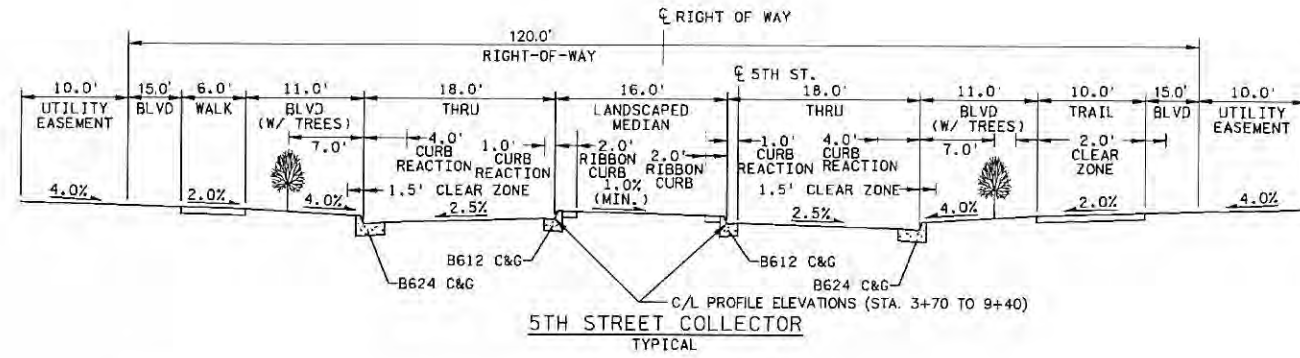 ℄ RIGHT OF WAY
120.0'
RIGHT-OF-WAY
℄ 5TH ST.
10.0' 15.0' 6.0' 11.0' 18.0' 16.0' 18.0' 11.0' 10.0' 15.0' 10.0'
UTILITY EASEMENT
BLVD
WALK
BLVD (W/ TREES)
THRU
LANDSCAPED MEDIAN
THRU
BLVD (W/ TREES)
TRAIL
BLVD
UTILITY EASEMENT
7.0'
4.0' CURB REACTION
1.0' CURB REACTION
2.0' RIBBON CURB
2.0' RIBBON CURB
1.0' CURB REACTION
4.0' CURB REACTION
7.0'
2.0' CLEAR ZONE
1.5' CLEAR ZONE
1.0% (MIN.)
1.5' CLEAR ZONE
4.0% 2.0% 4.0% 2.5% 2.5% 4.0% 2.0% 4.0%
B624 C&G
B612 C&G
B612 C&G
B624 C&G
C/L PROFILE ELEVATIONS (STA. 3+70 TO 9+40)
5TH STREET COLLECTOR
TYPICAL